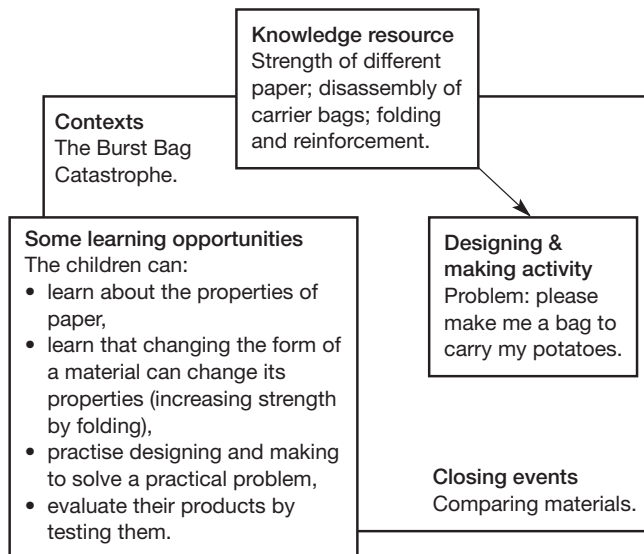 Knowledge resource
Strength of different
paper; disassembly of
carrier bags; folding
and reinforcement.
Contexts
The Burst Bag
Catastrophe.
Some learning opportunities
The children can:
• learn about the properties of
paper,
• learn that changing the form of
a material can change its
properties (increasing strength
by folding),
• practise designing and making
to solve a practical problem,
• evaluate their products by
testing them.
Designing &
making activity
Problem: please
make me a bag to
carry my potatoes.
Closing events
Comparing materials.